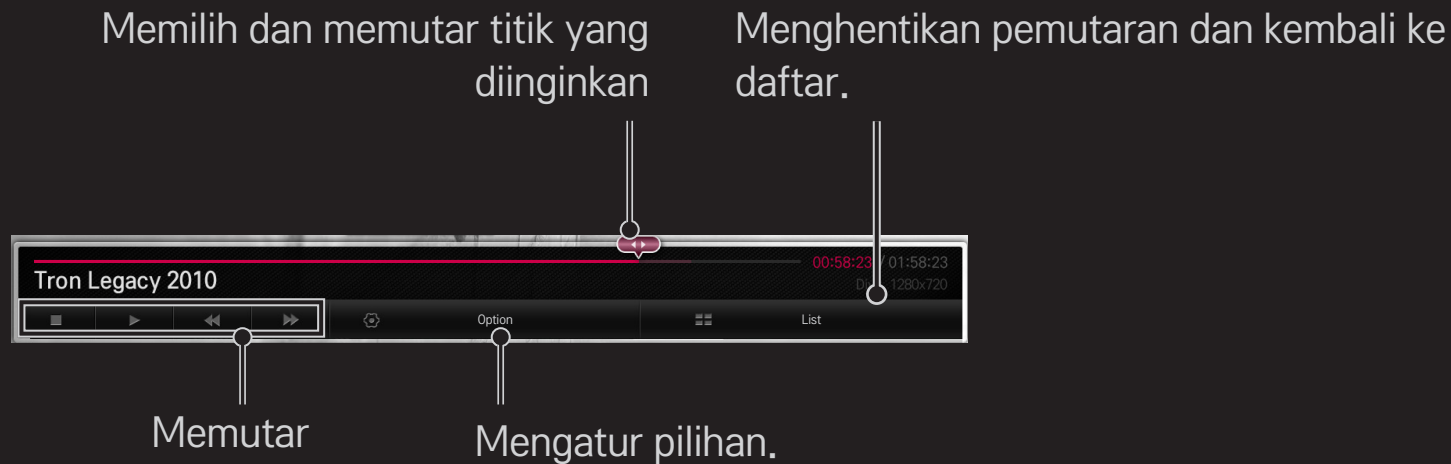 Memilih dan memutar titik yang
diinginkan
Menghentikan pemutaran dan kembali ke
daftar.
00:58:23 / 01:58:23
Tron Legacy 2010
1280x720
Option
List
Memutar
Mengatur pilihan.